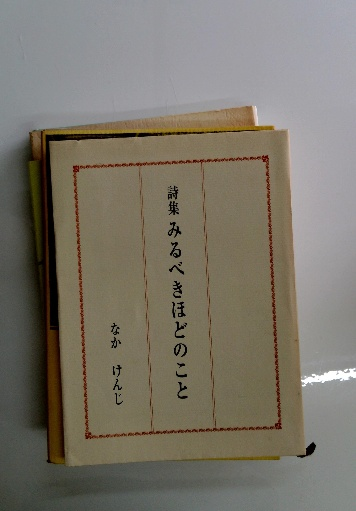 詩集 みるべきほどのこと
なか けんじ